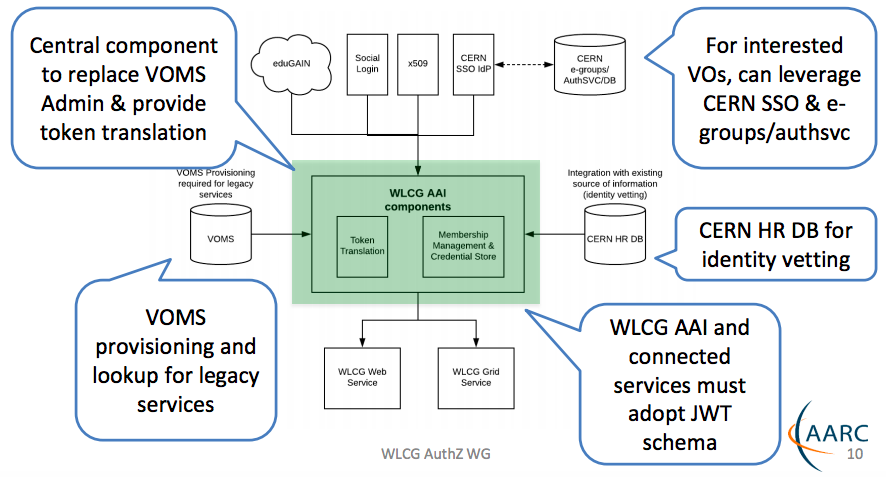 Central component
to replace VOMS
Admin & provide
token translation
eduGAIN
Social
Login
x509
CERN
SSO IdP
CERN
e-groups/
AuthSVC/DB
For interested
VOs, can leverage
CERN SSO & e-
groups/authsvc
VOMS Provisioning
required for legacy
services
VOMS
WLCG AAI
components
Token
Translation
Membership
Management &
Credential Store
Integration with existing
source of information
(identity vetting)
CERN HR DB
CERN HR DB for
identity vetting
VOMS
provisioning and
lookup for legacy
services
WLCG Web
Service
WLCG Grid
Service
WLCG AAI and
connected
services must
adopt JWT
schema
WLCG AuthZ WG
AARC
10